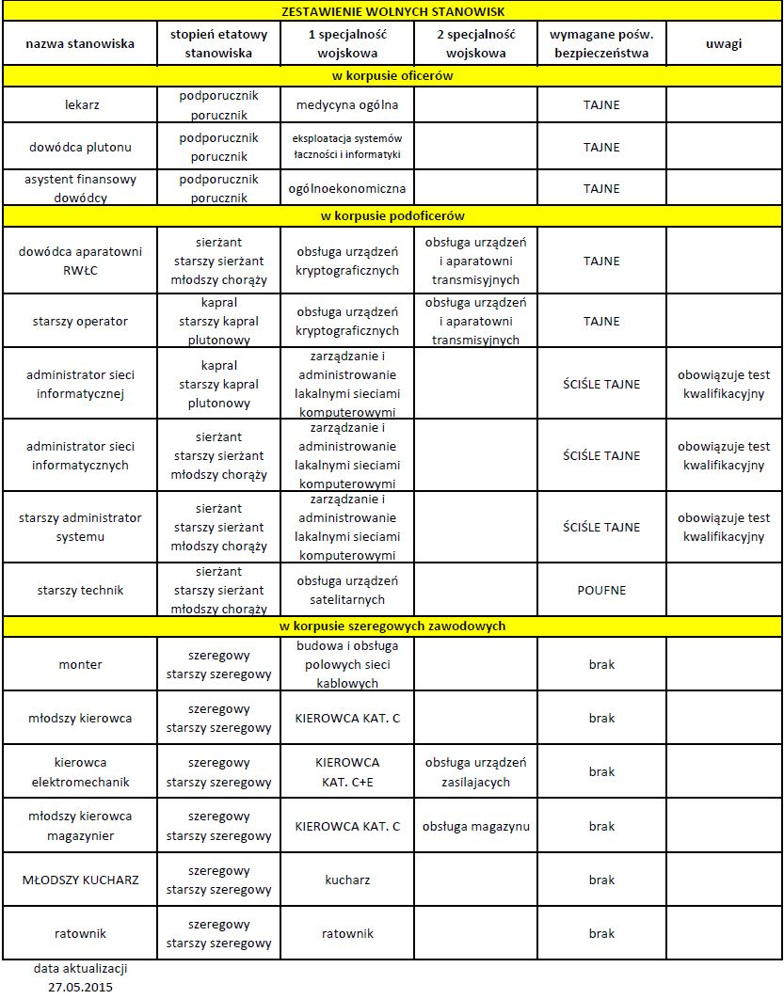 ZESTAWIENIE WOLNYCH STANOWISK
nazwa stanowiska
stopień etatowy
stanowiska
1 specjalność
wojskowa
2 specjalność
wojskowa
wymagane pośw.
bezpieczeństwa
uwagi
w korpusie oficerów
lekarz
podporucznik
porucznik
medycyna ogólna
TAJNE
dowódca plutonu
podporucznik
porucznik
eksploatacja systemów
łaczności i informatyki
TAJNE
asystent finansowy
dowódcy
podporucznik
porucznik
ogólnoekonomiczna
TAJNE
w korpusie podoficerów
dowódca aparatowni
RWŁC
sierżant
starszy sierżant
młodszy chorąży
obsługa urządzeń
kryptograficznych
obsługa urządzeń
i aparatowni
transmisyjnych
TAJNE
starszy operator
kapral
starszy kapral
plutonowy
obsługa urządzeń
kryptograficznych
obsługa urządzeń
i aparatowni
transmisyjnych
TAJNE
administrator sieci
informatycznej
kapral
starszy kapral
plutonowy
zarządzanie i
administrowanie
lakalnymi sieciami
komputerowymi
ŚCIŚLE TAJNE
obowiązuje test
kwalifikacyjny
administrator sieci
informatycznych
sierżant
starszy sierżant
młodszy chorąży
zarządzanie i
administrowanie
lakalnymi sieciami
komputerowymi
ŚCIŚLE TAJNE
obowiązuje test
kwalifikacyjny
starszy administrator
systemu
sierżant
starszy sierżant
młodszy chorąży
zarządzanie i
administrowanie
lakalnymi sieciami
komputerowymi
ŚCIŚLE TAJNE
obowiązuje test
kwalifikacyjny
starszy technik
sierżant
starszy sierżant
młodszy chorąży
obsługa urządzeń
satelitarnych
POUFNE
w korpusie szeregowych zawodowych
monter
szeregowy
starszy szeregowy
budowa i obsługa
polowych sieci
kablowych
brak
młodszy kierowca
szeregowy
starszy szeregowy
KIEROWCA KAT. C
brak
kierowca
elektromechanik
szeregowy
starszy szeregowy
KIEROWCA
KAT. C+E
obsługa urządzeń
zasilajacych
brak
młodszy kierowca
magazynier
szeregowy
starszy szeregowy
KIEROWCA KAT. C
obsługa magazynu
brak
MŁODSZY KUCHARZ
szeregowy
starszy szeregowy
kucharz
brak
ratownik
szeregowy
starszy szeregowy
ratownik
brak
data aktualizacji
27.05.2015